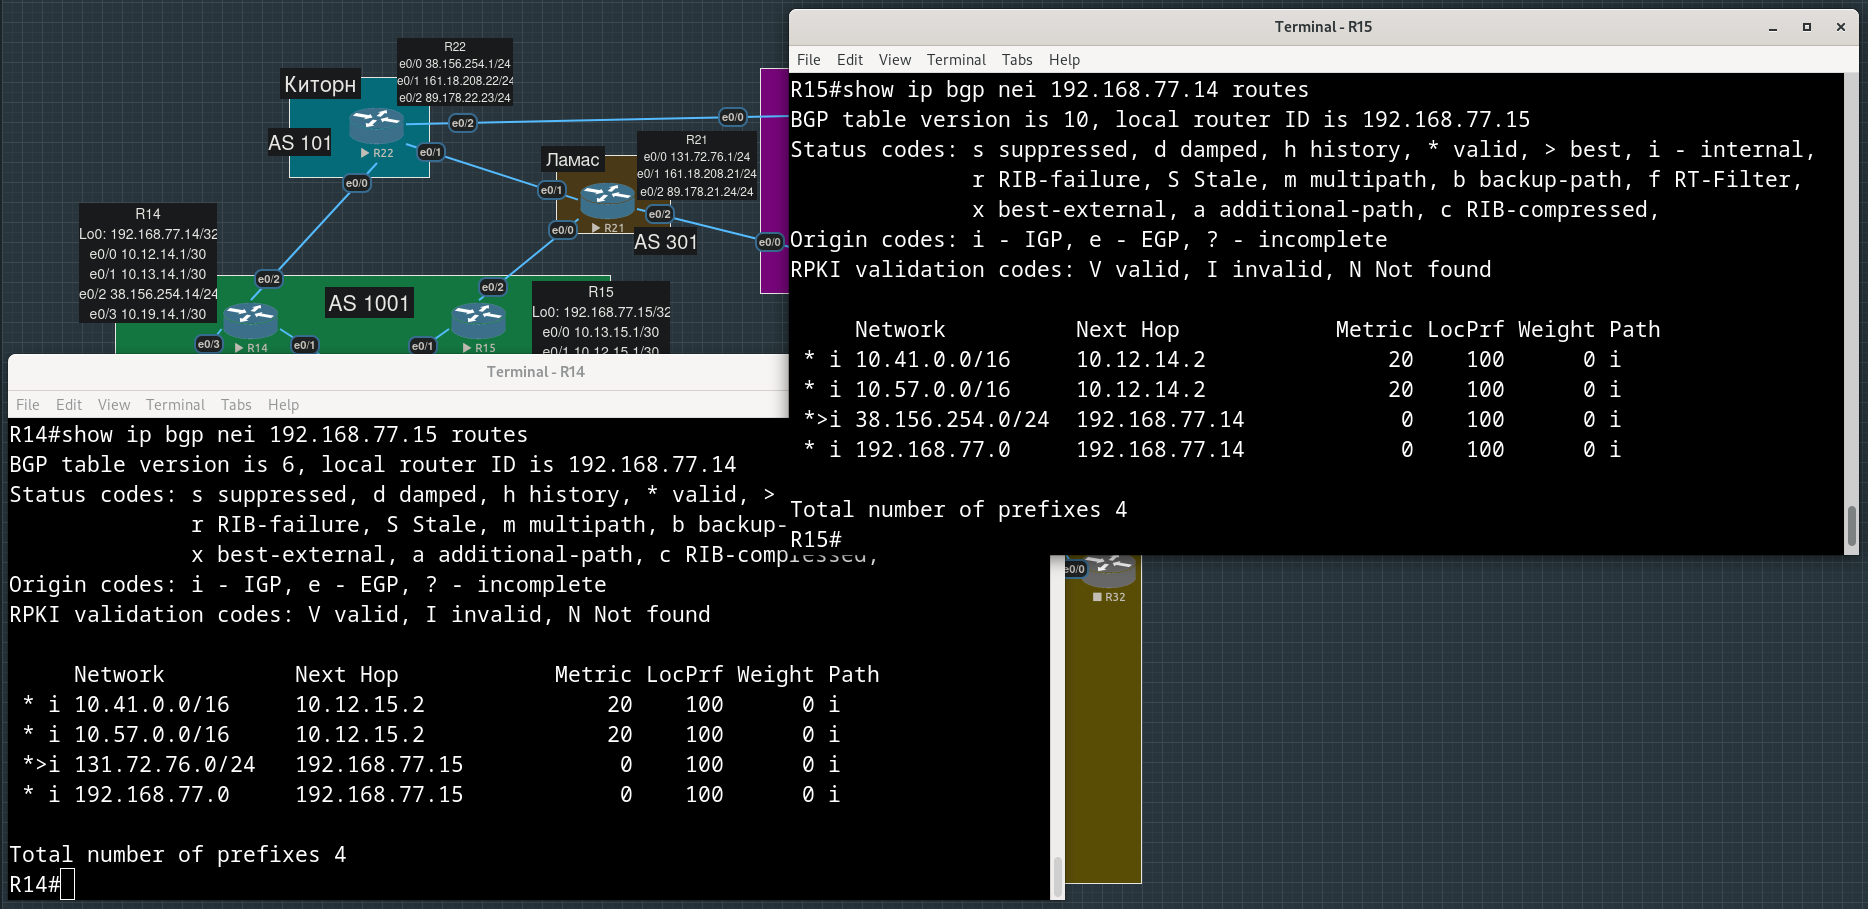 R22
e0/0 38.156.254.1/24
e0/1 161.18.208.22/24
e0/2 89.178.22.23/24
Киторн
AS 101
R22
e0/2
e0/1
e0/0
e0/0
R21
e0/0 131.72.76.1/24
e0/1 161.18.208.21/24
e0/2 89.178.21.24/24
Ламас
e0/1
R21
e0/2
e0/0
AS 301
e0/0
R14
Lo0: 192.168.77.14/32
e0/0 10.12.14.1/30
e0/1 10.13.14.1/30
e0/2 38.156.254.14/24
e0/3 10.19.14.1/30
e0/2
AS 1001
e0/2
R15
Lo0: 192.168.77.15/32
e0/0 10.13.15.1/30
e0/1 10.12.15.1/30
e0/3
R14
e0/1
e0/1
R15
Terminal - R15
File Edit View Terminal Tabs Help
R15#show ip bgp nei 192.168.77.14 routes
BGP table version is 10, local router ID is 192.168.77.15
Status codes: s suppressed, d damped, h history, * valid, > best, i - internal,
r RIB-failure, S Stale, m multipath, b backup-path, f RT-Filter,
x best-external, a additional-path, c RIB-compressed,
Origin codes: i - IGP, e - EGP, ? - incomplete
RPKI validation codes: V valid, I invalid, N Not found
Network Next Hop Metric LocPrf Weight Path
* i 10.41.0.0/16 10.12.14.2 20 100 0 i
* i 10.57.0.0/16 10.12.14.2 20 100 0 i
*>i 38.156.254.0/24 192.168.77.14 0 100 0 i
* i 192.168.77.0 192.168.77.14 0 100 0 i
Total number of prefixes 4
R15#
Terminal - R14
File Edit View Terminal Tabs Help
R14#show ip bgp nei 192.168.77.15 routes
BGP table version is 6, local router ID is 192.168.77.14
Status codes: s suppressed, d damped, h history, * valid, >
r RIB-failure, S Stale, m multipath, b backup-
x best-external, a additional-path, c RIB-compressed,
Origin codes: i - IGP, e - EGP, ? - incomplete
RPKI validation codes: V valid, I invalid, N Not found
Network Next Hop Metric LocPrf Weight Path
* i 10.41.0.0/16 10.12.15.2 20 100 0 i
* i 10.57.0.0/16 10.12.15.2 20 100 0 i
*>i 131.72.76.0/24 192.168.77.15 0 100 0 i
* i 192.168.77.0 192.168.77.15 0 100 0 i
Total number of prefixes 4
R14#
e0/0
R32